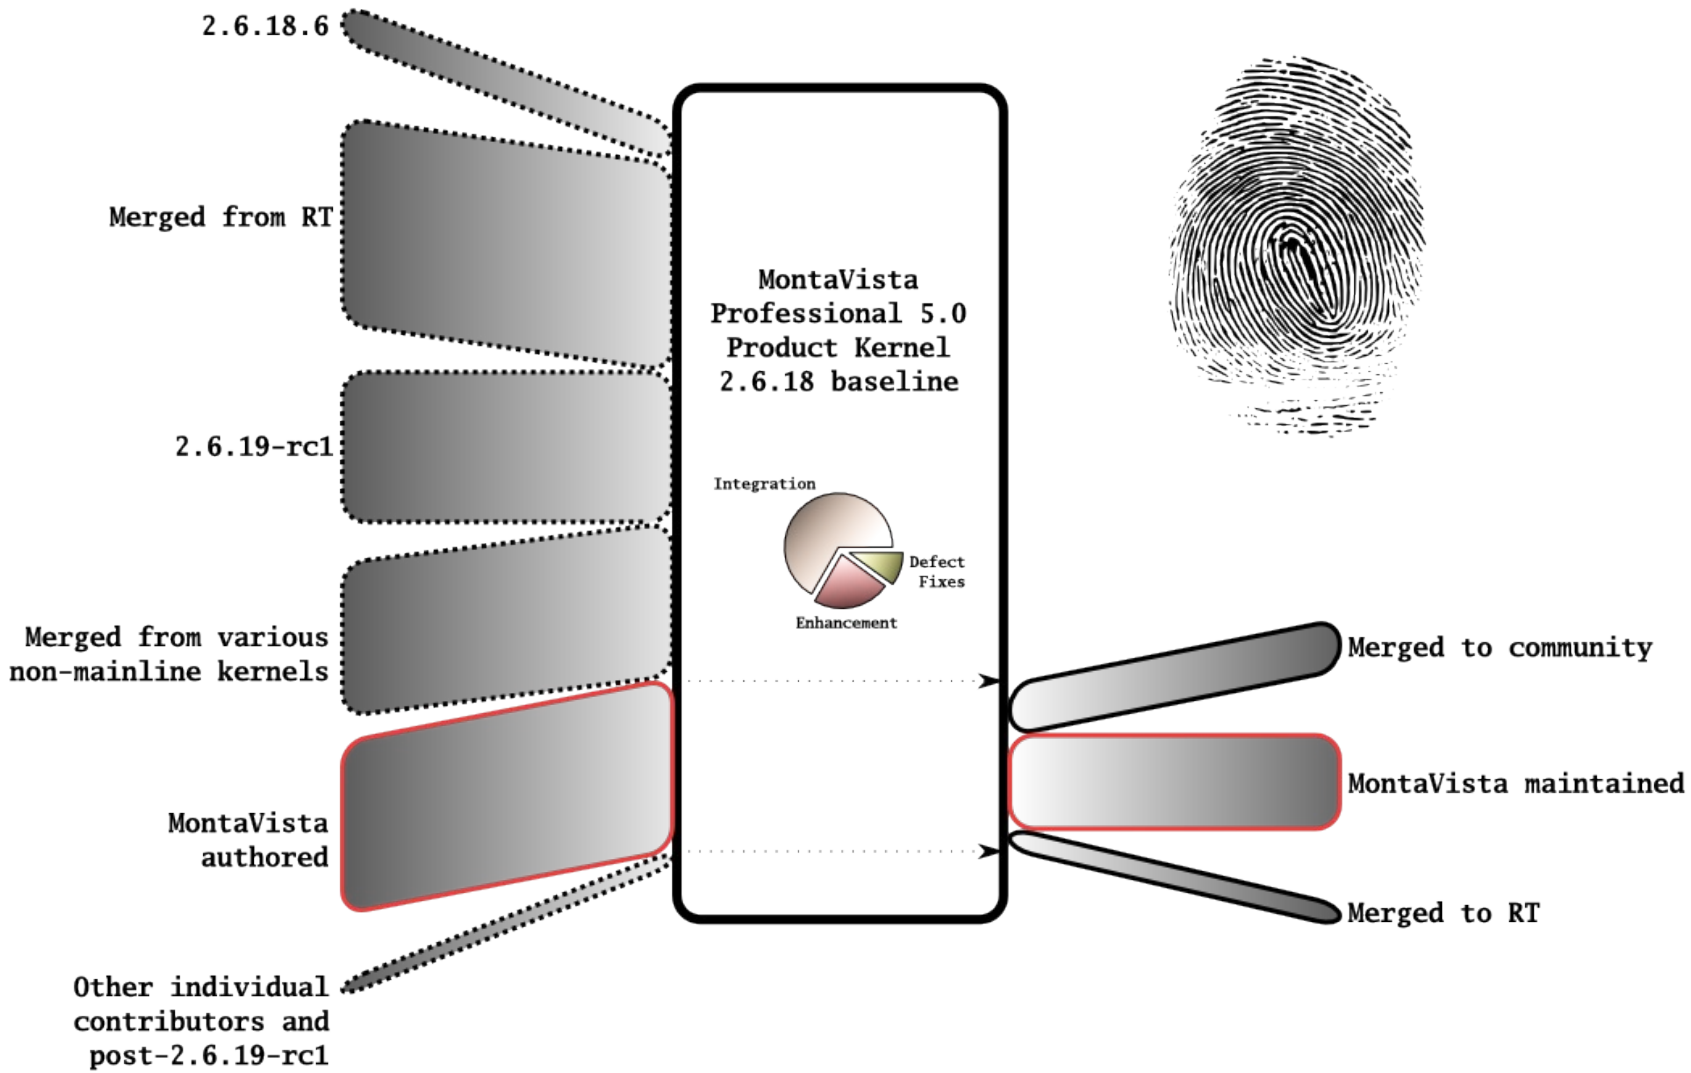 2.6.18.6
Merged from RT
2.6.19-rc1
Merged from various
non-mainline kernels
MontaVista
authored
Other individual
contributors and
post-2.6.19-rc1
MontaVista
Professional 5.0
Product Kernel
2.6.18 baseline
Integration
Defect
Fixes
Enhancement
Merged to community
MontaVista maintained
Merged to RT